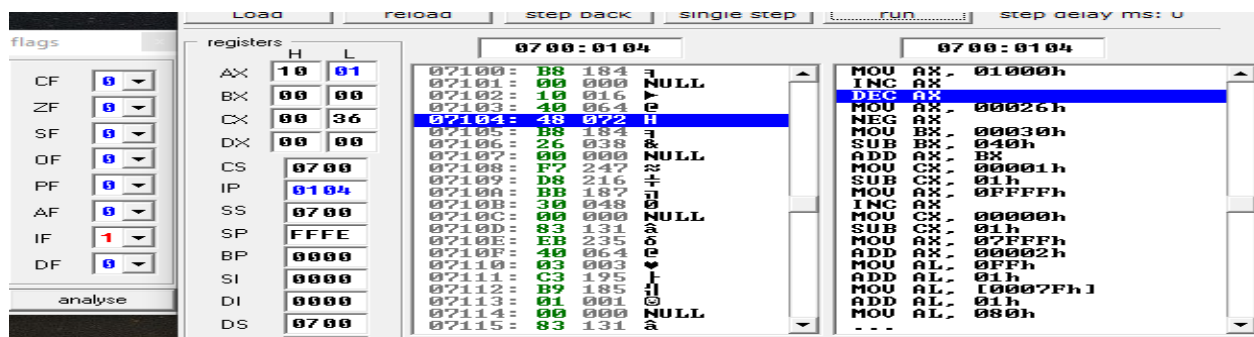 Load reload step back single step run step delay ms: 0
flags
CF 0
ZF 0
SF 0
OF 0
PF 0
AF 0
IF 1
DF 0
analyse
registers
H L
AX 10 01
BX 00 00
CX 00 36
DX 00 00
CS 0700
IP 0104
SS 0700
SP FFFE
BP 0000
SI 0000
DI 0000
DS 0700
0700:0104
07100: B8 184 ╕
07101: 00 000 NULL
07102: 10 016 ►
07103: 40 064 @
07104: 48 072 H
07105: B8 184 ╕
07106: 26 038 &
07107: 00 000 NULL
07108: F7 247 ≈
07109: D8 216 ╪
0710A: BB 187 ╗
0710B: 30 048 0
0710C: 00 000 NULL
0710D: 83 131 â
0710E: EB 235 δ
0710F: 40 064 @
07110: 03 003 ♥
07111: C3 195 ├
07112: B9 185 ╣
07113: 01 001 ☺
07114: 00 000 NULL
07115: 83 131 â
0700:0104
MOV AX, 01000h
INC AX
DEC AX
MOV AX, 00026h
NEG AX
MOV BX, 00030h
SUB BX, 040h
ADD AX, BX
MOV CX, 00001h
SUB CX, 01h
MOV AX, 0FFFFh
INC AX
MOV CX, 00000h
SUB CX, 01h
MOV AX, 07FFFh
ADD AX, 00002h
MOV AL, 0FFh
ADD AL, 01h
MOV AL, [0007Fh]
ADD AL, 01h
MOV AL, 080h
...